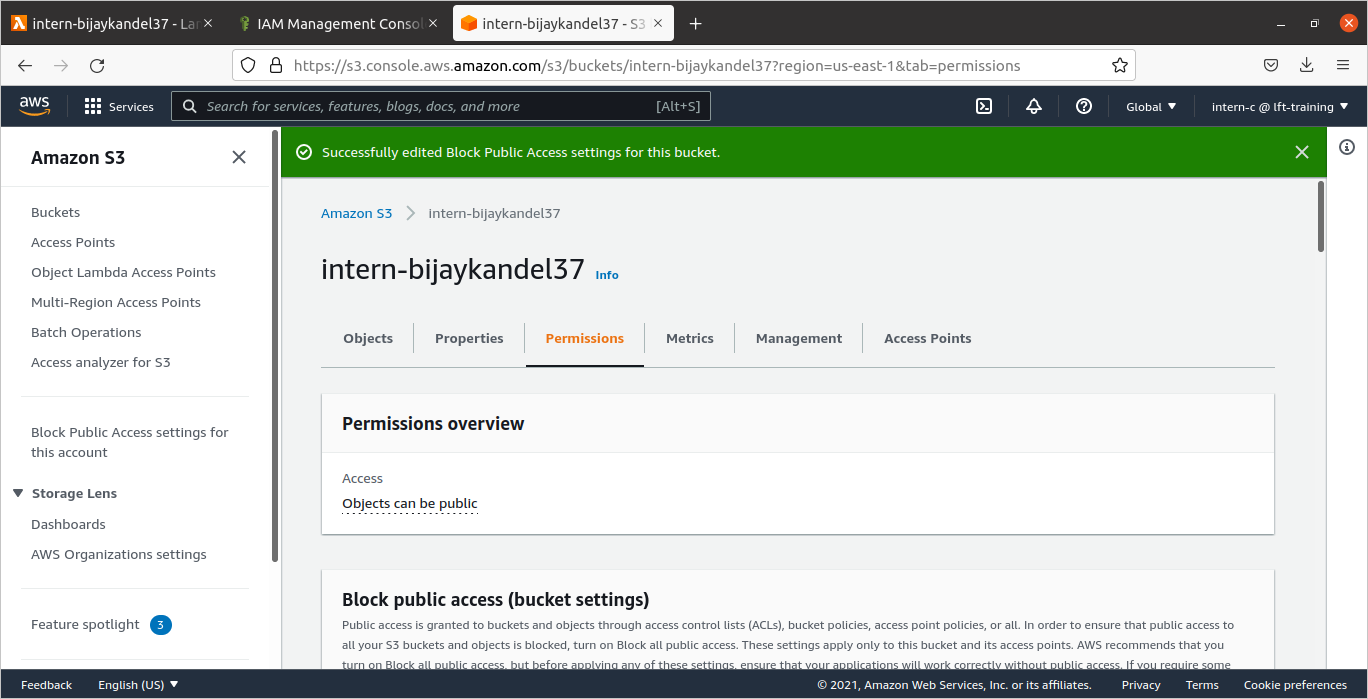 intern-bijaykandel37 - La
IAM Management Consol
intern-bijaykandel37 - S3
https://s3.console.aws.amazon.com/s3/buckets/intern-bijaykandel37?region=us-east-1&tab=permissions
aws
Services
Search for services, features, blogs, docs, and more
[Alt+S]
Global
intern-c @ lft-training
Amazon S3
Buckets
Access Points
Object Lambda Access Points
Multi-Region Access Points
Batch Operations
Access analyzer for S3
Block Public Access settings for
this account
Storage Lens
Dashboards
AWS Organizations settings
Feature spotlight 3
Successfully edited Block Public Access settings for this bucket.
Amazon S3 intern-bijaykandel37
intern-bijaykandel37 Info
Objects Properties Permissions Metrics Management Access Points
Permissions overview
Access
Objects can be public
Block public access (bucket settings)
Public access is granted to buckets and objects through access control lists (ACLs), bucket policies, access point policies, or all. In order to ensure that public access to
all your S3 buckets and objects is blocked, turn on Block all public access. These settings apply only to this bucket and its access points. AWS recommends that you
turn on Block all public access, but before applying any of these settings, ensure that your applications will work correctly without public access. If you require some
Feedback English (US) © 2021, Amazon Web Services, Inc. or its affiliates. Privacy Terms Cookie preferences